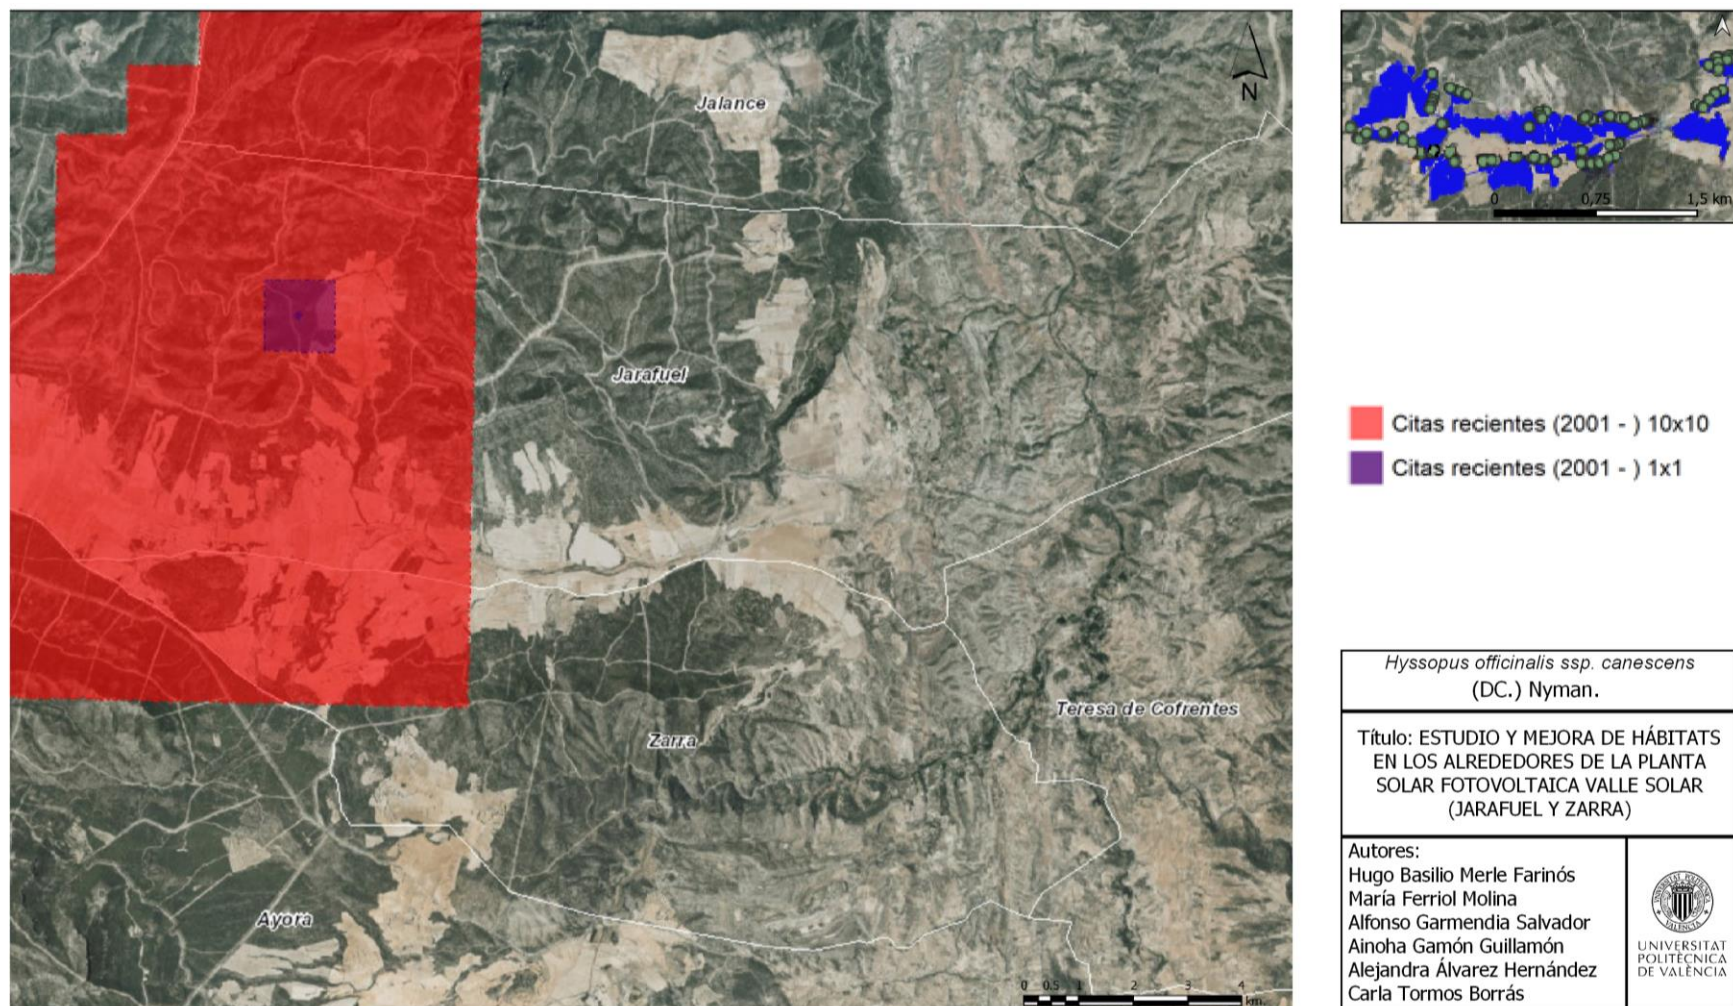 Jalance
N
Jarafuel
Teresa de Cofrentes
Zarra
Ayora
0 0.5 1 2 3 4
km.
0 0,75 1,5 km
Citas recientes (2001 - ) 10x10
Citas recientes (2001 - ) 1x1
Hyssopus officinalis ssp. canescens
(DC.) Nyman.
Título: ESTUDIO Y MEJORA DE HÁBITATS
EN LOS ALREDEDORES DE LA PLANTA
SOLAR FOTOVOLTAICA VALLE SOLAR
(JARAFUEL Y ZARRA)
Autores:
Hugo Basilio Merle Farinós
María Ferriol Molina
Alfonso Garmendia Salvador
Ainoha Gamón Guillamón
Alejandra Álvarez Hernández
Carla Tormos Borrás
UNIVERSITAT
POLITÈCNICA
DE VALÈNCIA